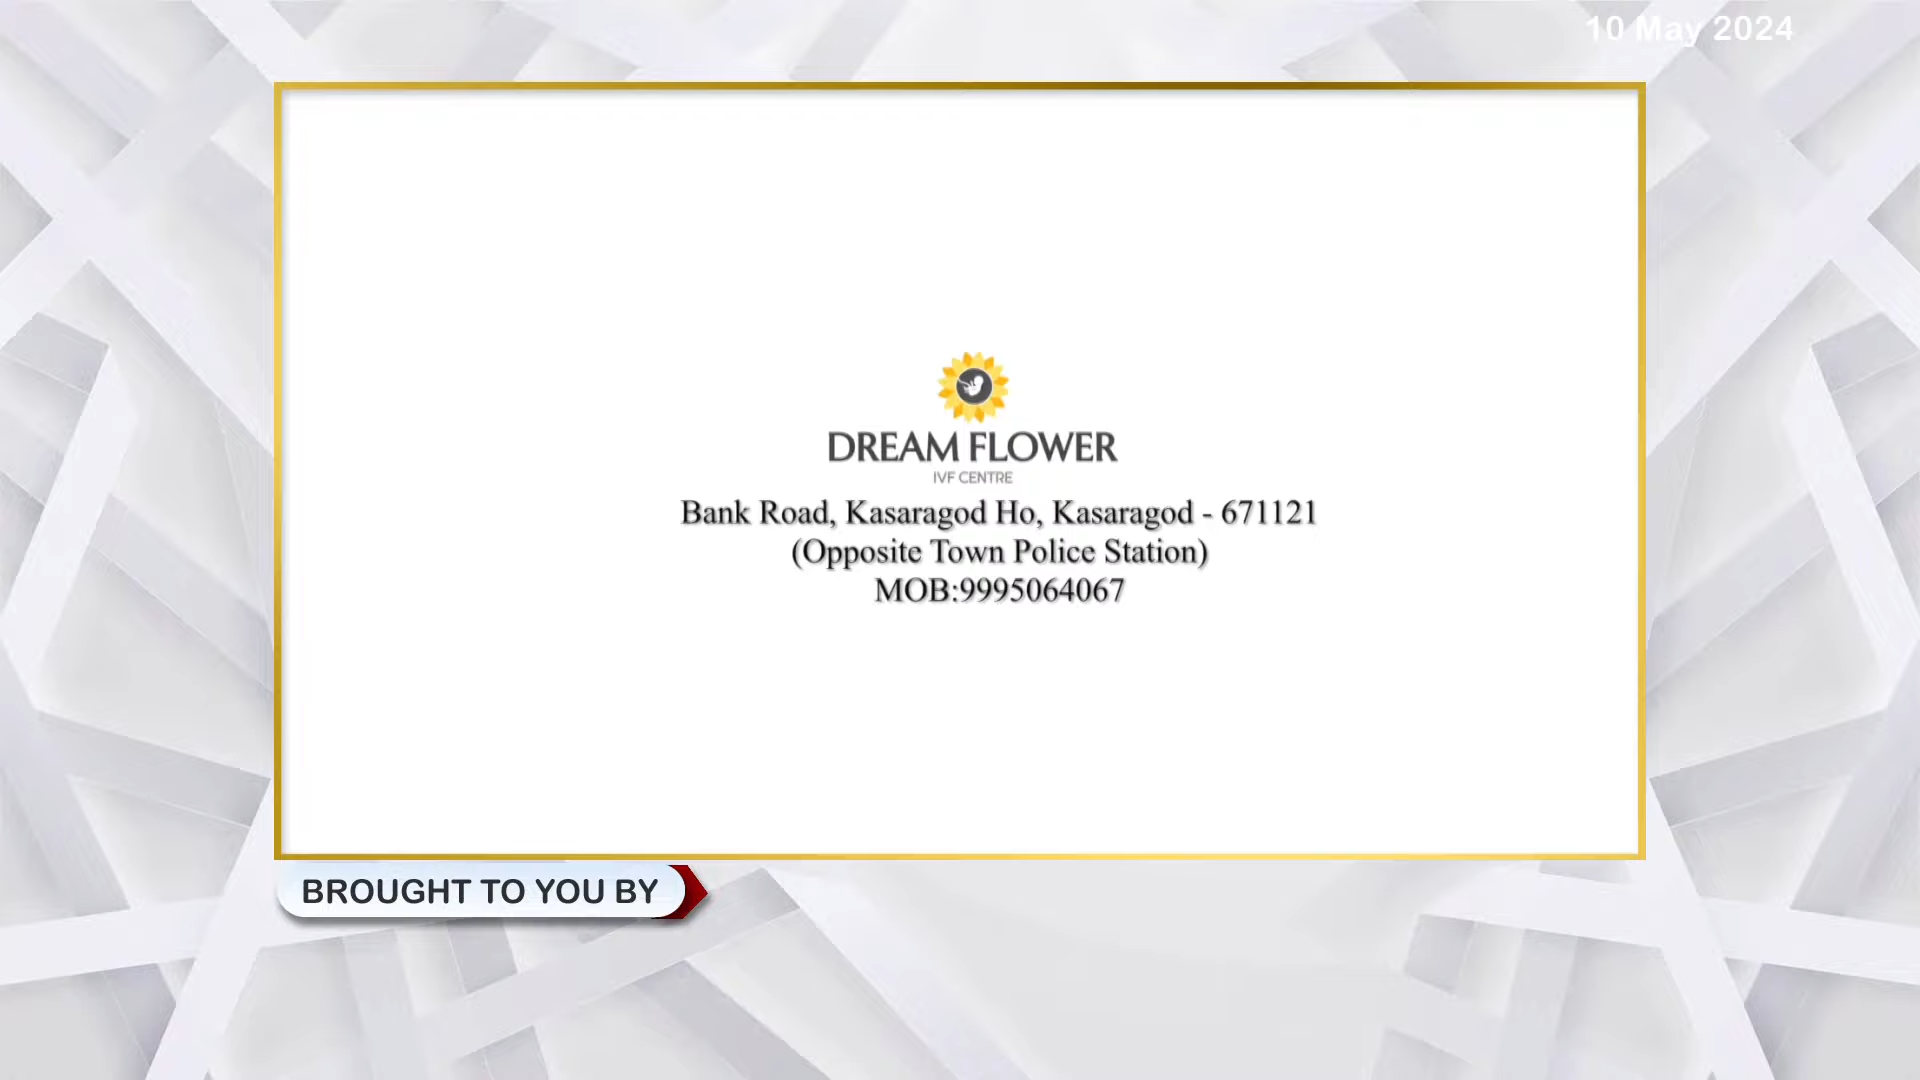 10 May 2024
DREAM FLOWER
IVF CENTRE
Bank Road, Kasaragod Ho, Kasaragod - 671121
(Opposite Town Police Station)
MOB:9995064067
BROUGHT TO YOU BY